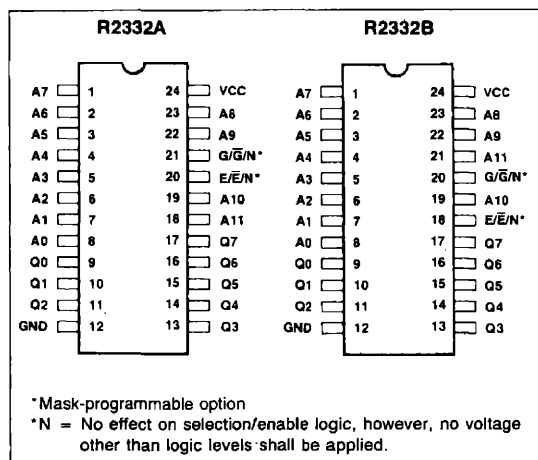 R2332A R2332B
A7 1 24 VCC A7 1 24 VCC
A6 2 23 A8 A6 2 23 A8
A5 3 22 A9 A5 3 22 A9
A4 4 21 G/G̅/N* A4 4 21 A11
A3 5 20 E/E̅/N* A3 5 20 G/G̅/N*
A2 6 19 A10 A2 6 19 A10
A1 7 18 A11 A1 7 18 E/E̅/N*
A0 8 17 Q7 A0 8 17 Q7
Q0 9 16 Q6 Q0 9 16 Q6
Q1 10 15 Q5 Q1 10 15 Q5
Q2 11 14 Q4 Q2 11 14 Q4
GND 12 13 Q3 GND 12 13 Q3
*Mask-programmable option
*N = No effect on selection/enable logic, however, no voltage
other than logic levels shall be applied.